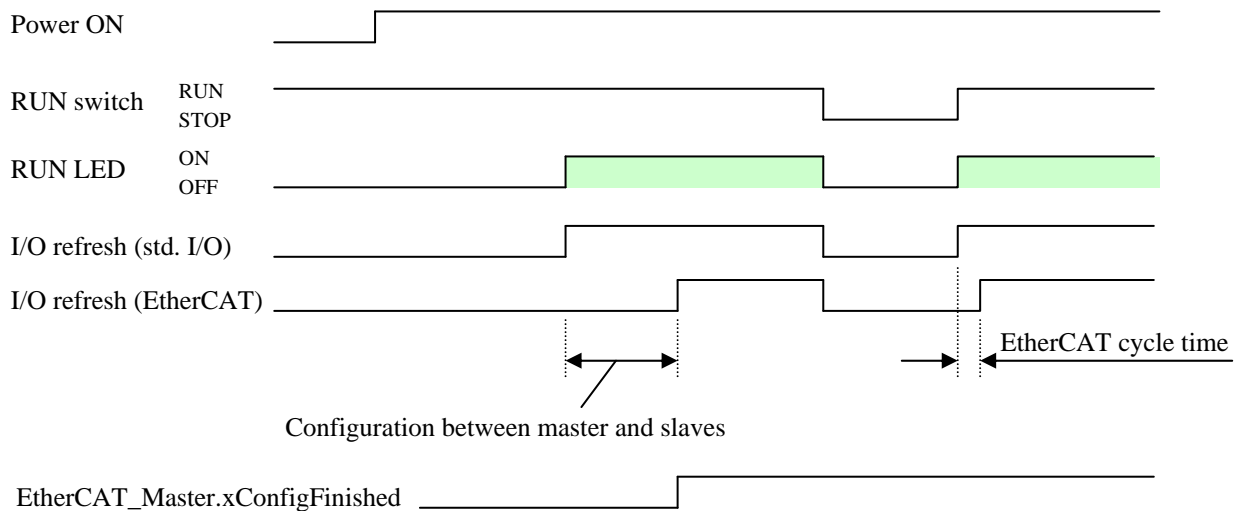 Power ON
RUN switch RUN
STOP
RUN LED ON
OFF
I/O refresh (std. I/O)
I/O refresh (EtherCAT)
EtherCAT cycle time
Configuration between master and slaves
EtherCAT_Master.xConfigFinished